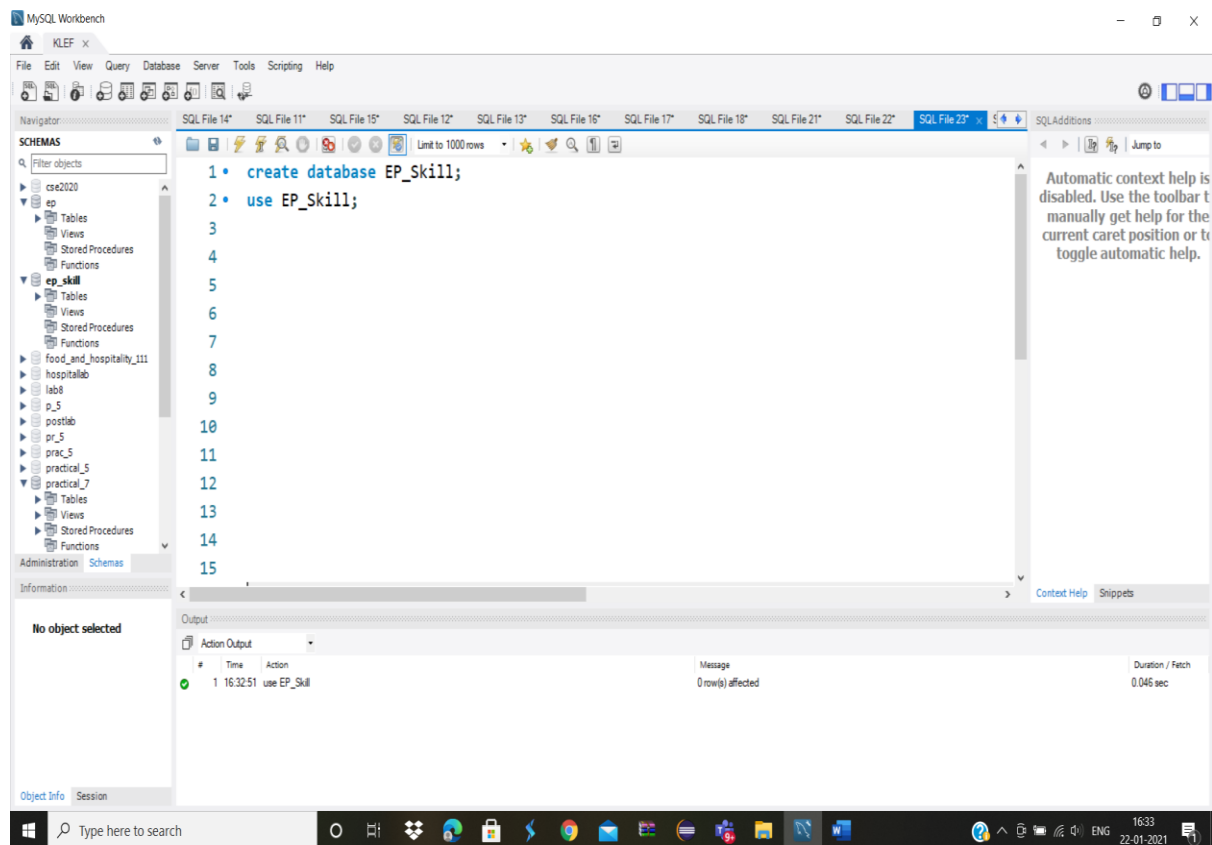 MySQL Workbench
KLEF
File Edit View Query Database Server Tools Scripting Help
Navigator
SCHEMAS
Filter objects
cse2020
ep
Tables
Views
Stored Procedures
Functions
ep_skill
Tables
Views
Stored Procedures
Functions
food_and_hospitality_111
hospitallab
lab8
p_5
postlab
pr_5
prac_5
practical_5
practical_7
Tables
Views
Stored Procedures
Functions
Administration Schemas
Information
No object selected
Object Info Session
SQL File 14* SQL File 11* SQL File 15* SQL File 12* SQL File 13* SQL File 16* SQL File 17* SQL File 18* SQL File 21* SQL File 22* SQL File 23*
Limit to 1000 rows
1 create database EP_Skill;
2 use EP_Skill;
3
4
5
6
7
8
9
10
11
12
13
14
15
Output
Action Output
# Time Action Message Duration / Fetch
1 16:32:51 use EP_Skill 0 row(s) affected 0.046 sec
SQLAdditions
Jump to
Automatic context help is
disabled. Use the toolbar t
manually get help for the
current caret position or to
toggle automatic help.
Context Help Snippets
Type here to search
ENG
16:33
22-01-2021